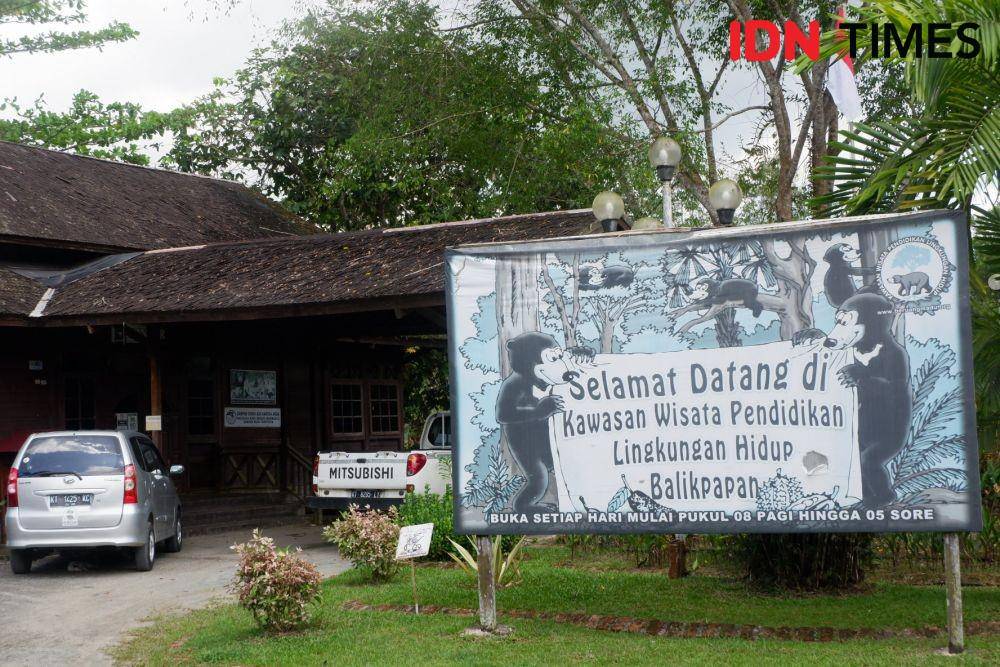 IDN TIMES
Selamat Datang di
Kawasan Wisata Pendidikan
Lingkungan Hidup
Balikpapan
BUKA SETIAP HARI MULAI PUKUL 08 PAGI HINGGA 05 SORE
MITSUBISHI